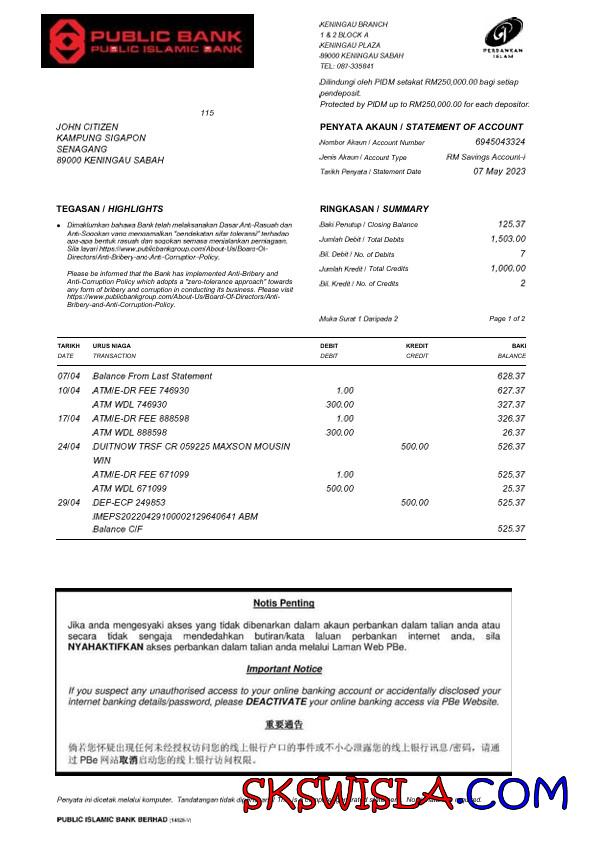 PUBLIC BANK
PUBLIC ISLAMIC BANK
KENINGAU BRANCH
1 & 2 BLOCK A
KENINGAU PLAZA
89000 KENINGAU SABAH
TEL: 087-335841
PERBANKAN
ISLAM
Dilindungi oleh PIDM setakat RM250,000.00 bagi setiap
pendeposit.
Protected by PIDM up to RM250,000.00 for each depositor.
115
JOHN CITIZEN
KAMPUNG SIGAPON
SENAGANG
89000 KENINGAU SABAH
PENYATA AKAUN / STATEMENT OF ACCOUNT
Nombor Akaun / Account Number 6945043324
Jenis Akaun / Account Type RM Savings Account-i
Tarikh Penyata / Statement Date 07 May 2023
TEGASAN / HIGHLIGHTS
• Dimaklumkan bahawa Bank telah melaksanakan Dasar Anti-Rasuah dan
Anti-Sogokan yang mengamalkan "pendekatan sifar toleransi" terhadap
apa-apa bentuk rasuah dan sogokan semasa menjalankan perniagaan.
Sila layari https://www.publicbankgroup.com/About-Us/Board-Of-
Directors/Anti-Bribery-and-Anti-Corruption-Policy.
Please be informed that the Bank has implemented Anti-Bribery and
Anti-Corruption Policy which adopts a "zero-tolerance approach" towards
any form of bribery and corruption in conducting its business. Please visit
https://www.publicbankgroup.com/About-Us/Board-Of-Directors/Anti-
Bribery-and-Anti-Corruption-Policy.
RINGKASAN / SUMMARY
Baki Penutup / Closing Balance 125.37
Jumlah Debit / Total Debits 1,503.00
Bil. Debit / No. of Debits 7
Jumlah Kredit / Total Credits 1,000.00
Bil. Kredit / No. of Credits 2
Muka Surat 1 Daripada 2 Page 1 of 2
TARIKH URUS NIAGA DEBIT KREDIT BAKI
DATE TRANSACTION DEBIT CREDIT BALANCE
07/04 Balance From Last Statement 628.37
10/04 ATM/E-DR FEE 746930 1.00 627.37
ATM WDL 746930 300.00 327.37
17/04 ATM/E-DR FEE 888598 1.00 326.37
ATM WDL 888598 300.00 26.37
24/04 DUITNOW TRSF CR 059225 MAXSON MOUSIN 500.00 526.37
WIN
ATM/E-DR FEE 671099 1.00 525.37
ATM WDL 671099 500.00 25.37
29/04 DEP-ECP 249853 500.00 525.37
IMEPS20220429100002129640641 ABM
Balance C/F 525.37
Notis Penting
Jika anda mengesyaki akses yang tidak dibenarkan dalam akaun perbankan dalam talian anda atau
secara tidak sengaja mendedahkan butiran/kata laluan perbankan internet anda, sila
NYAHAKTIFKAN akses perbankan dalam talian anda melalui Laman Web PBe.
Important Notice
If you suspect any unauthorised access to your online banking account or accidentally disclosed your
internet banking details/password, please DEACTIVATE your online banking access via PBe Website.
重要通告
倘若您怀疑出现任何未经授权访问您的线上银行户口的事件或不小心泄露您的线上银行讯息/密码，请通
过 PBe 网站取消启动您的线上银行访问权限。
Penyata ini dicetak melalui komputer. Tandatangan tidak
SKSWISLA.COM
PUBLIC ISLAMIC BANK BERHAD